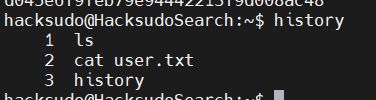 hacksudo@HacksudoSearch:~$ history
1 ls
2 cat user.txt
3 history
hacksudo@HacksudoSearch:~$